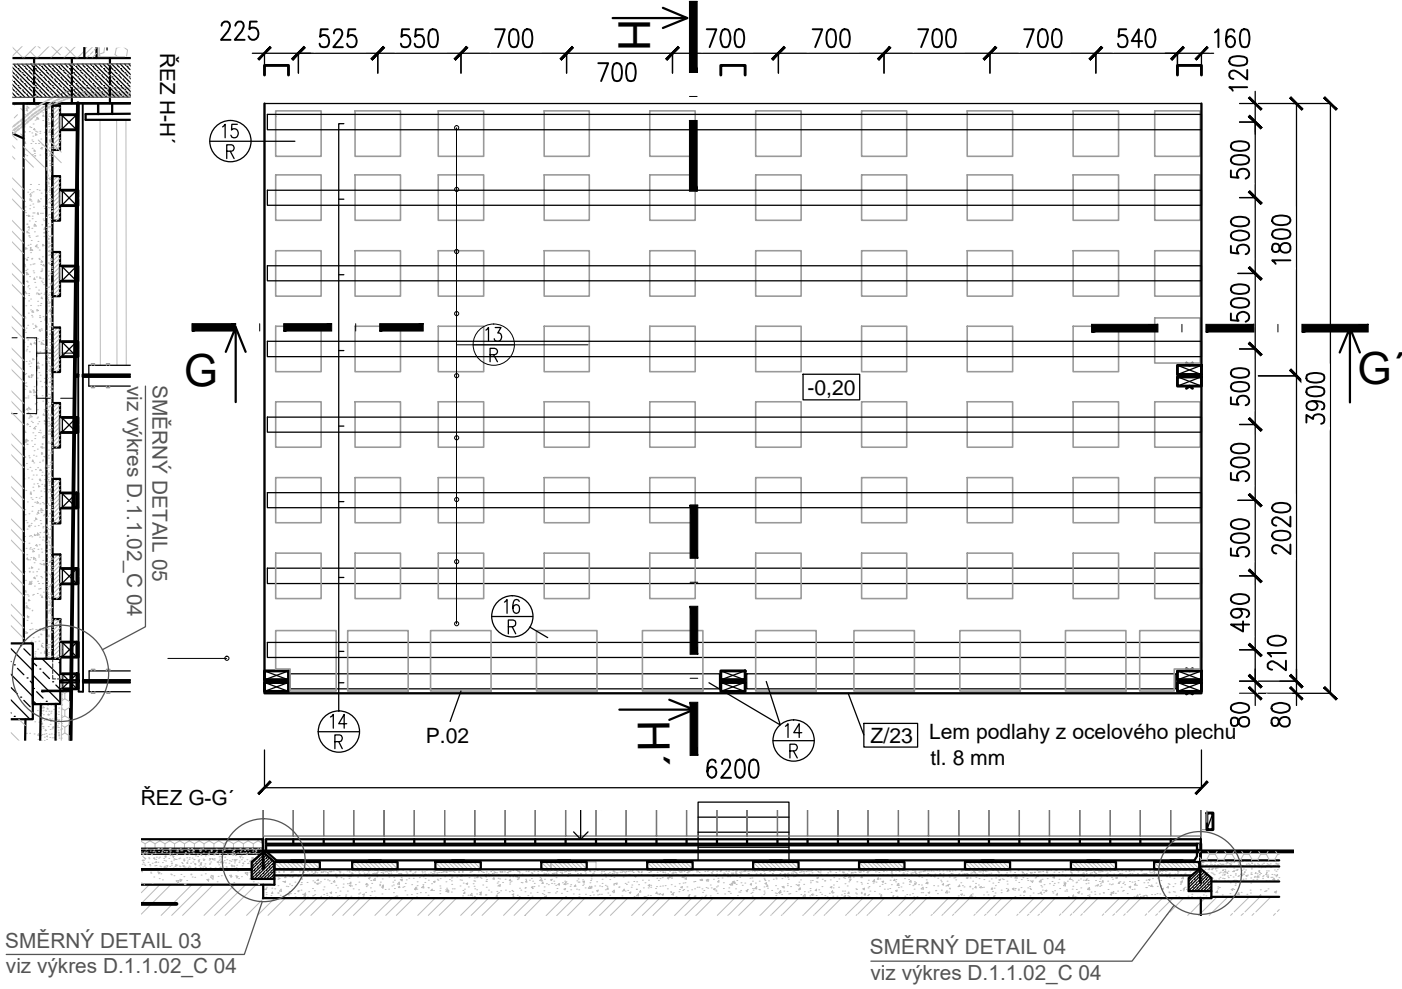 225
525
550
700
H
700
700
700
700
540
160
700
120
ŘEZ H-H´
15
R
500
500
500
500
500
500
490
210
80
1800
2020
80
3900
13
R
-0,20
G
G´
SMĚRNÝ DETAIL 05
viz výkres D.1.1.02_C 04
16
R
14
R
P.02
H´
14
R
Z/23
Lem podlahy z ocelového plechu
tl. 8 mm
6200
ŘEZ G-G´
SMĚRNÝ DETAIL 03
viz výkres D.1.1.02_C 04
SMĚRNÝ DETAIL 04
viz výkres D.1.1.02_C 04